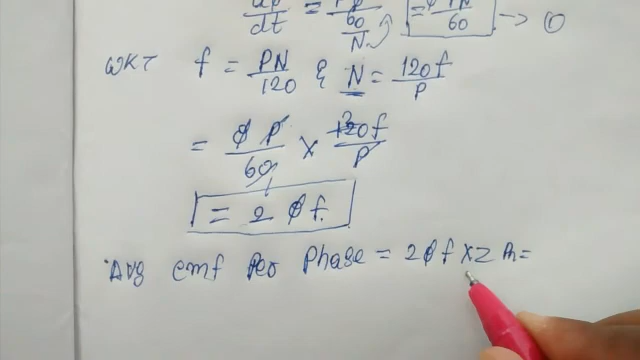 dφ/dt = φP/(60/N) = φPN/60 → ①
WKT f = PN/120 & N = 120f/P
= φP/60 × 120f/P
= 2φf.
Avg emf Per Phase = 2φf × Z Ph =